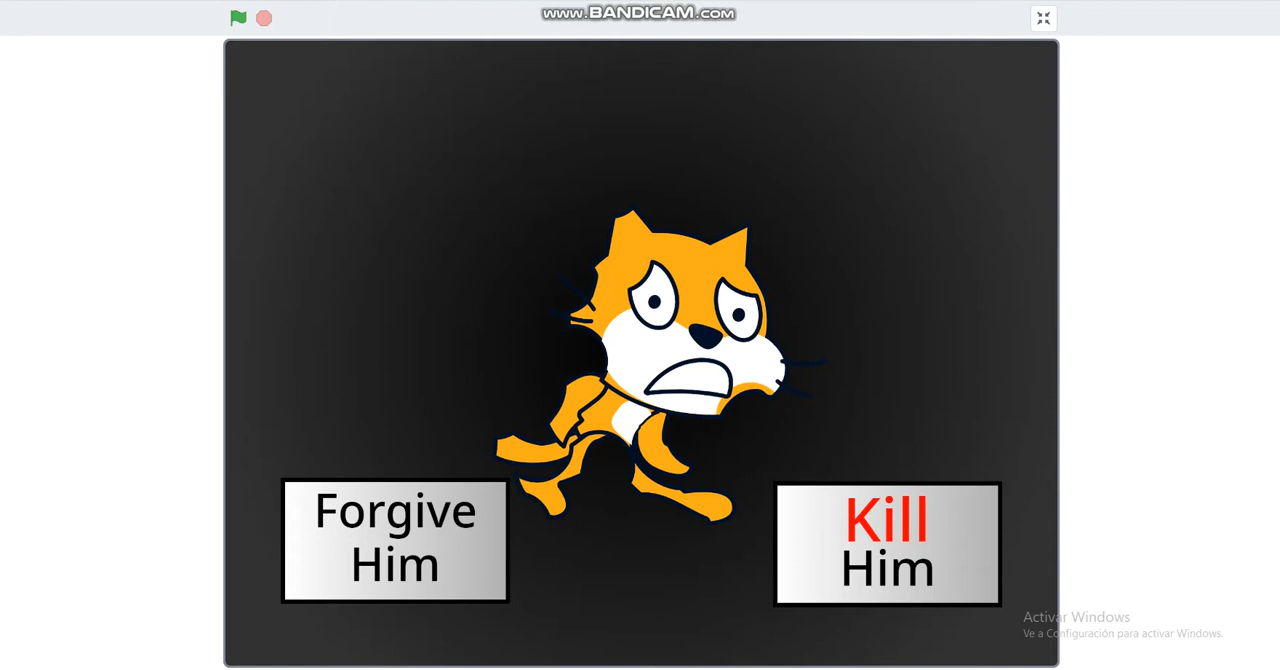 www.BANDICAM.com
Forgive
Him
Kill
Him
Activar Windows
Ve a Configuración para activar Windows.